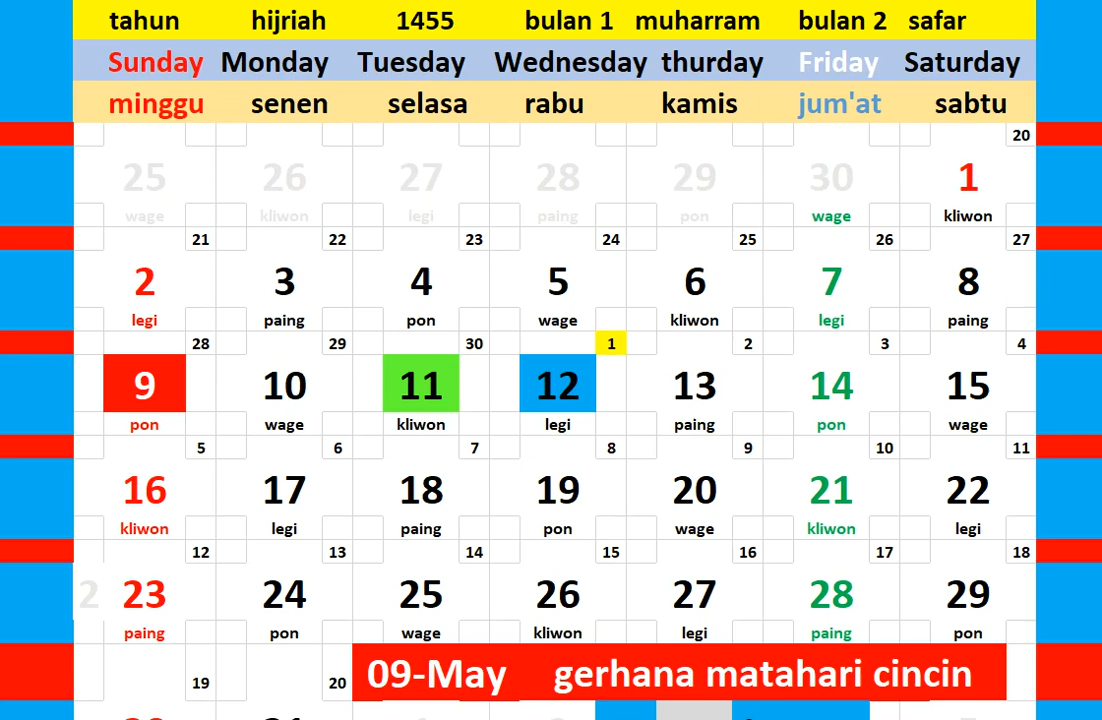 tahun hijriah 1455 bulan 1 muharram bulan 2 safar
Sunday Monday Tuesday Wednesday thurday Friday Saturday
minggu senen selasa rabu kamis jum'at sabtu
20
25 26 27 28 29 30 1
wage kliwon legi paing pon wage kliwon
21 22 23 24 25 26 27
2 3 4 5 6 7 8
legi paing pon wage kliwon legi paing
28 29 30 1 2 3 4
9 10 11 12 13 14 15
pon wage kliwon legi paing pon wage
5 6 7 8 9 10 11
16 17 18 19 20 21 22
kliwon legi paing pon wage kliwon legi
12 13 14 15 16 17 18
2 23 24 25 26 27 28 29
paing pon wage kliwon legi paing pon
19 20 09-May gerhana matahari cincin